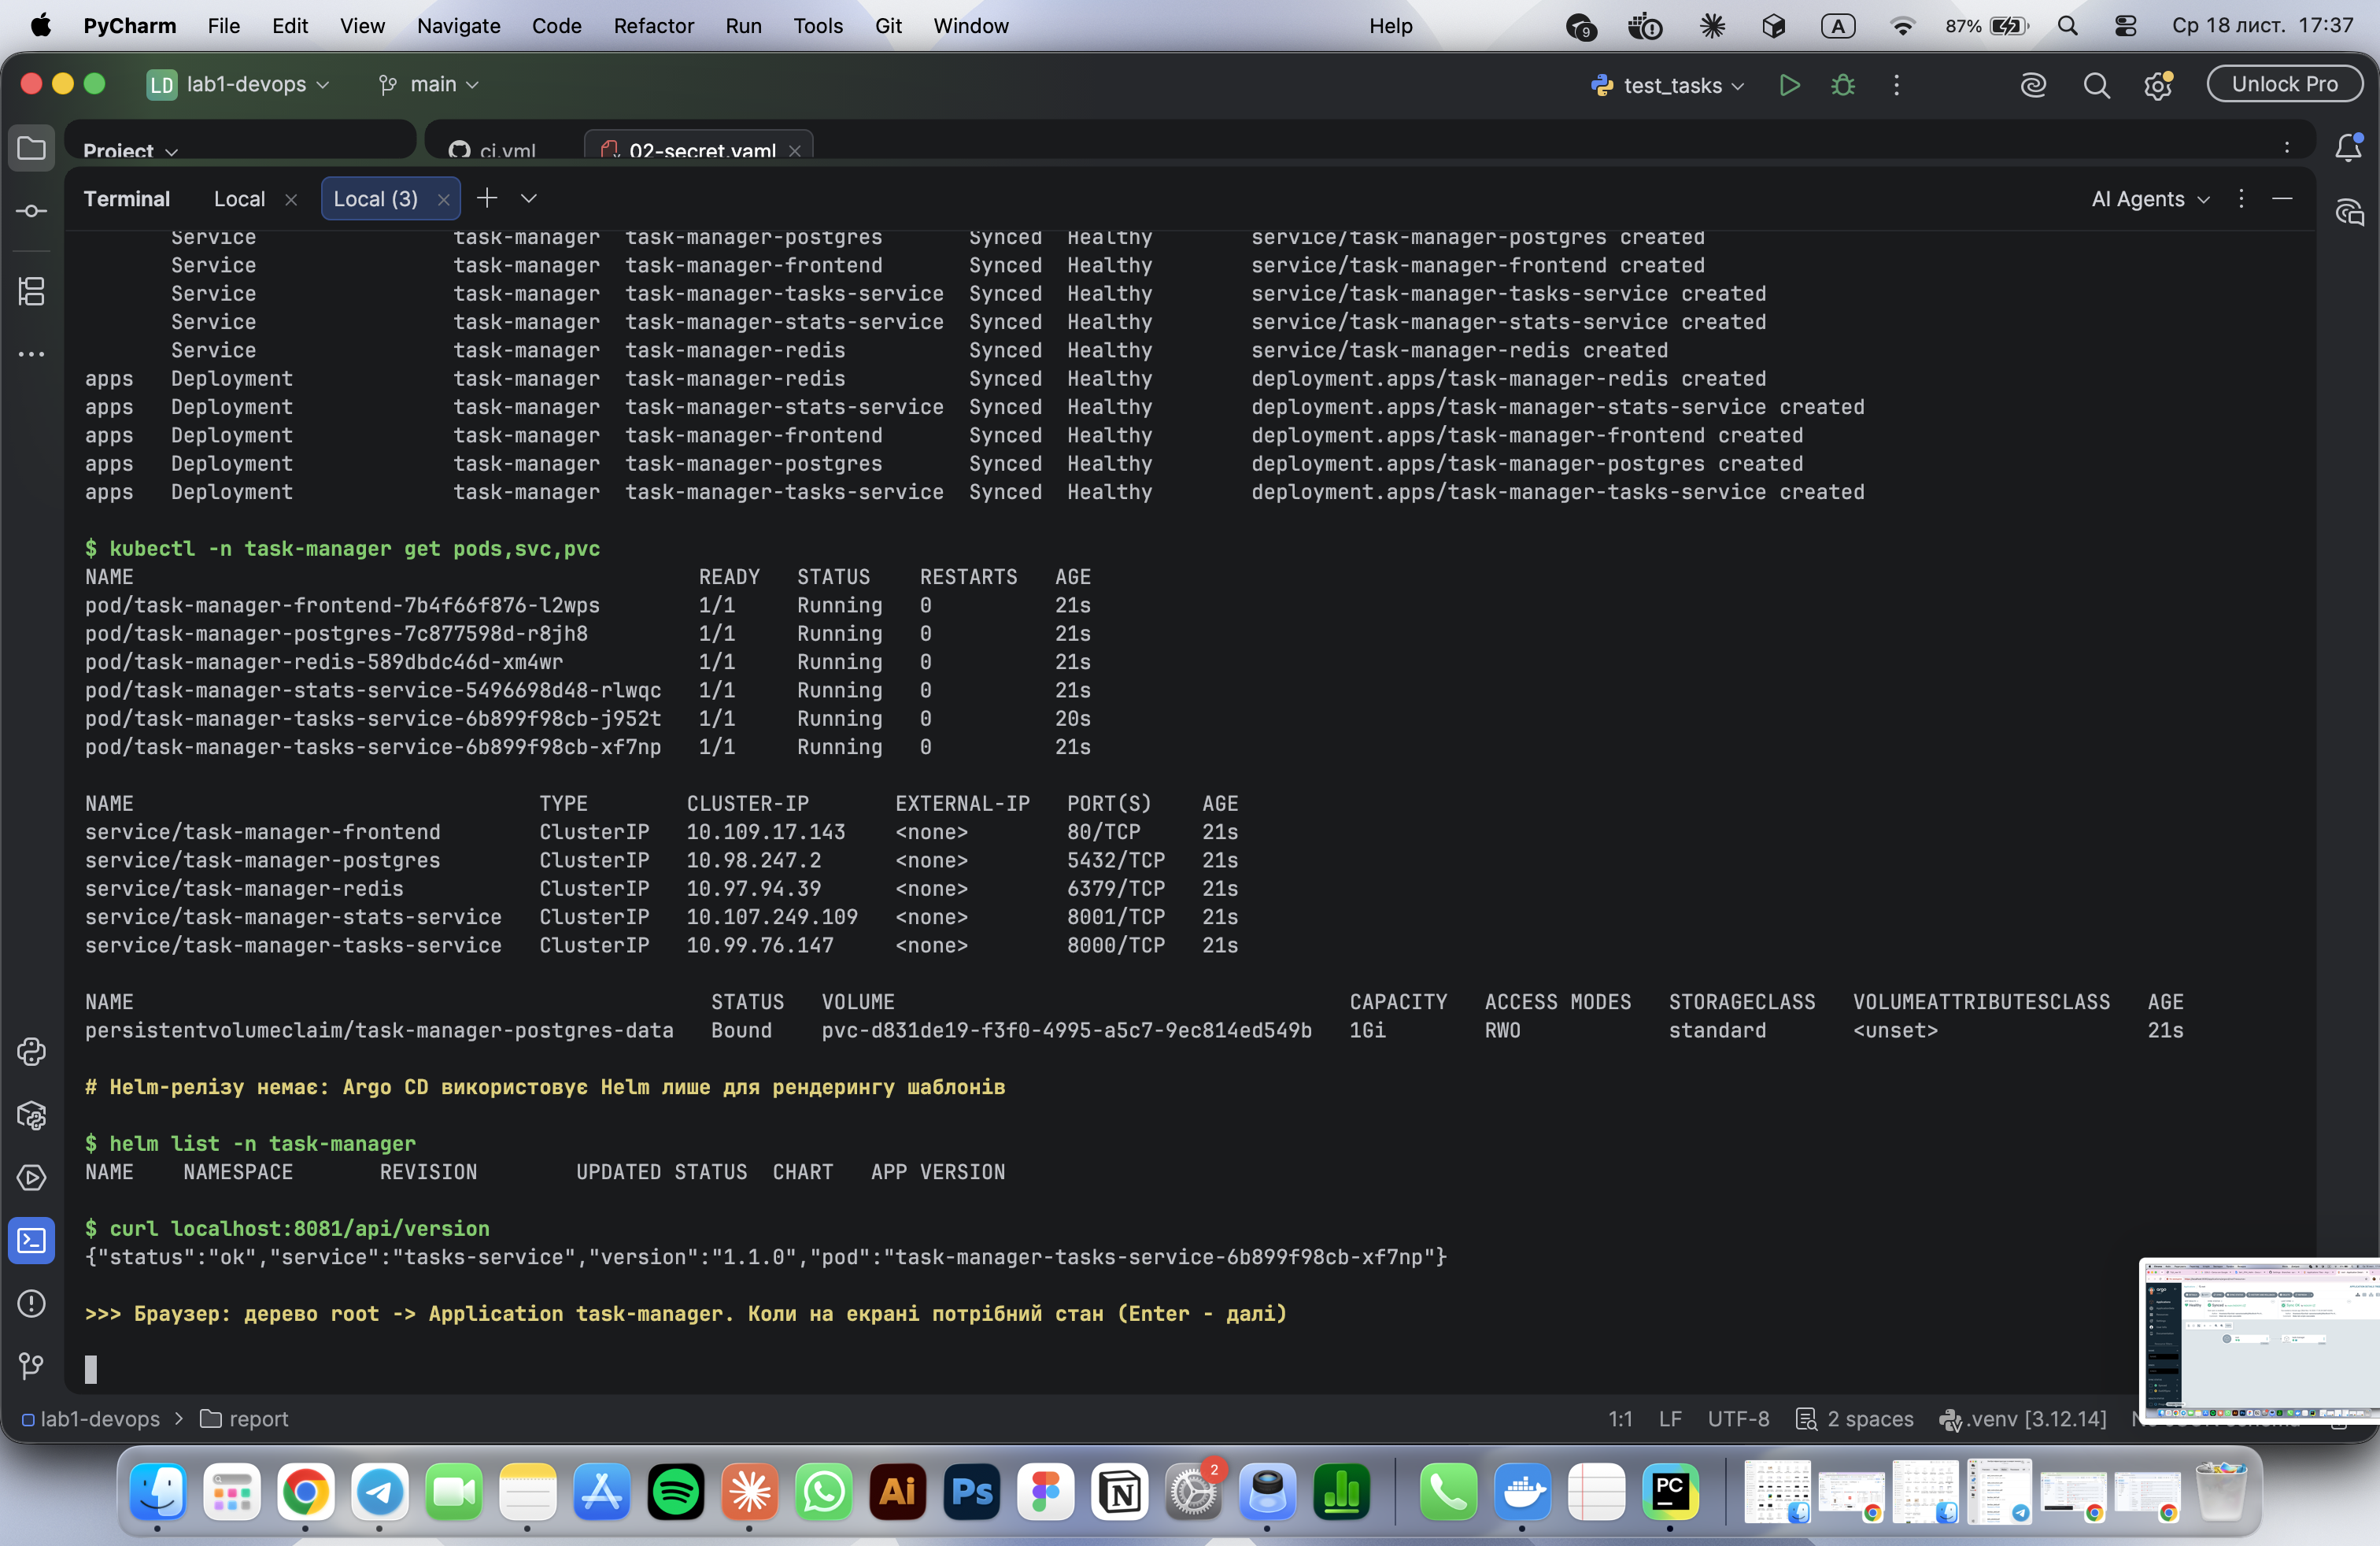 PyCharm File Edit View Navigate Code Refactor Run Tools Git Window Help 9 A 87% Ср 18 лист. 17:37
LD lab1-devops main test_tasks Unlock Pro
Project ci.yml 02-secret.yaml
Terminal Local Local (3) AI Agents
Service task-manager task-manager-postgres Synced Healthy service/task-manager-postgres created
Service task-manager task-manager-frontend Synced Healthy service/task-manager-frontend created
Service task-manager task-manager-tasks-service Synced Healthy service/task-manager-tasks-service created
Service task-manager task-manager-stats-service Synced Healthy service/task-manager-stats-service created
Service task-manager task-manager-redis Synced Healthy service/task-manager-redis created
apps Deployment task-manager task-manager-redis Synced Healthy deployment.apps/task-manager-redis created
apps Deployment task-manager task-manager-stats-service Synced Healthy deployment.apps/task-manager-stats-service created
apps Deployment task-manager task-manager-frontend Synced Healthy deployment.apps/task-manager-frontend created
apps Deployment task-manager task-manager-postgres Synced Healthy deployment.apps/task-manager-postgres created
apps Deployment task-manager task-manager-tasks-service Synced Healthy deployment.apps/task-manager-tasks-service created
$ kubectl -n task-manager get pods,svc,pvc
NAME READY STATUS RESTARTS AGE
pod/task-manager-frontend-7b4f66f876-l2wps 1/1 Running 0 21s
pod/task-manager-postgres-7c877598d-r8jh8 1/1 Running 0 21s
pod/task-manager-redis-589dbdc46d-xm4wr 1/1 Running 0 21s
pod/task-manager-stats-service-5496698d48-rlwqc 1/1 Running 0 21s
pod/task-manager-tasks-service-6b899f98cb-j952t 1/1 Running 0 20s
pod/task-manager-tasks-service-6b899f98cb-xf7np 1/1 Running 0 21s
NAME TYPE CLUSTER-IP EXTERNAL-IP PORT(S) AGE
service/task-manager-frontend ClusterIP 10.109.17.143 <none> 80/TCP 21s
service/task-manager-postgres ClusterIP 10.98.247.2 <none> 5432/TCP 21s
service/task-manager-redis ClusterIP 10.97.94.39 <none> 6379/TCP 21s
service/task-manager-stats-service ClusterIP 10.107.249.109 <none> 8001/TCP 21s
service/task-manager-tasks-service ClusterIP 10.99.76.147 <none> 8000/TCP 21s
NAME STATUS VOLUME CAPACITY ACCESS MODES STORAGECLASS VOLUMEATTRIBUTESCLASS AGE
persistentvolumeclaim/task-manager-postgres-data Bound pvc-d831de19-f3f0-4995-a5c7-9ec814ed549b 1Gi RWO standard <unset> 21s
# Helm-релізу немає: Argo CD використовує Helm лише для рендерингу шаблонів
$ helm list -n task-manager
NAME NAMESPACE REVISION UPDATED STATUS CHART APP VERSION
$ curl localhost:8081/api/version
{"status":"ok","service":"tasks-service","version":"1.1.0","pod":"task-manager-tasks-service-6b899f98cb-xf7np"}
>>> Браузер: дерево root -> Application task-manager. Коли на екрані потрібний стан (Enter - далі)
lab1-devops > report 1:1 LF UTF-8 2 spaces .venv [3.12.14]
Ai Ps 2 PC